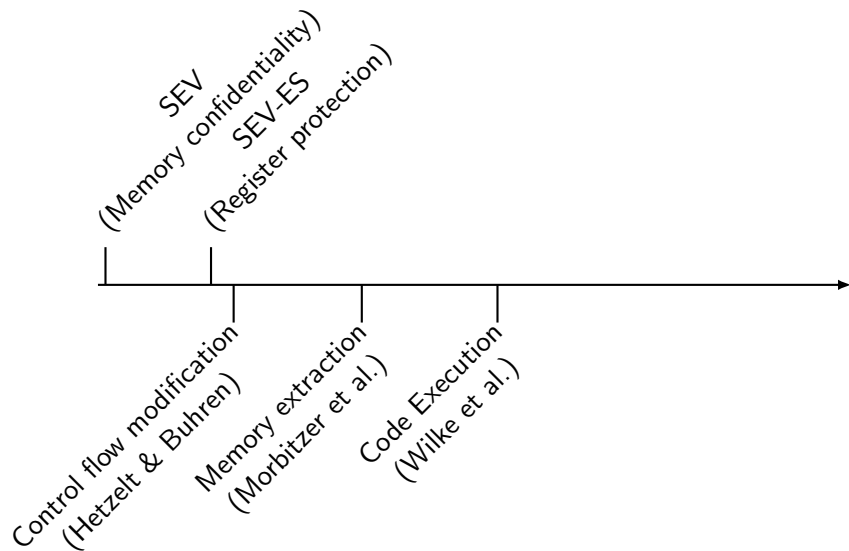 SEV
(Memory confidentiality)
SEV-ES
(Register protection)
Control flow modification
(Hetzelt & Buhren)
Memory extraction
(Morbitzer et al.)
Code Execution
(Wilke et al.)